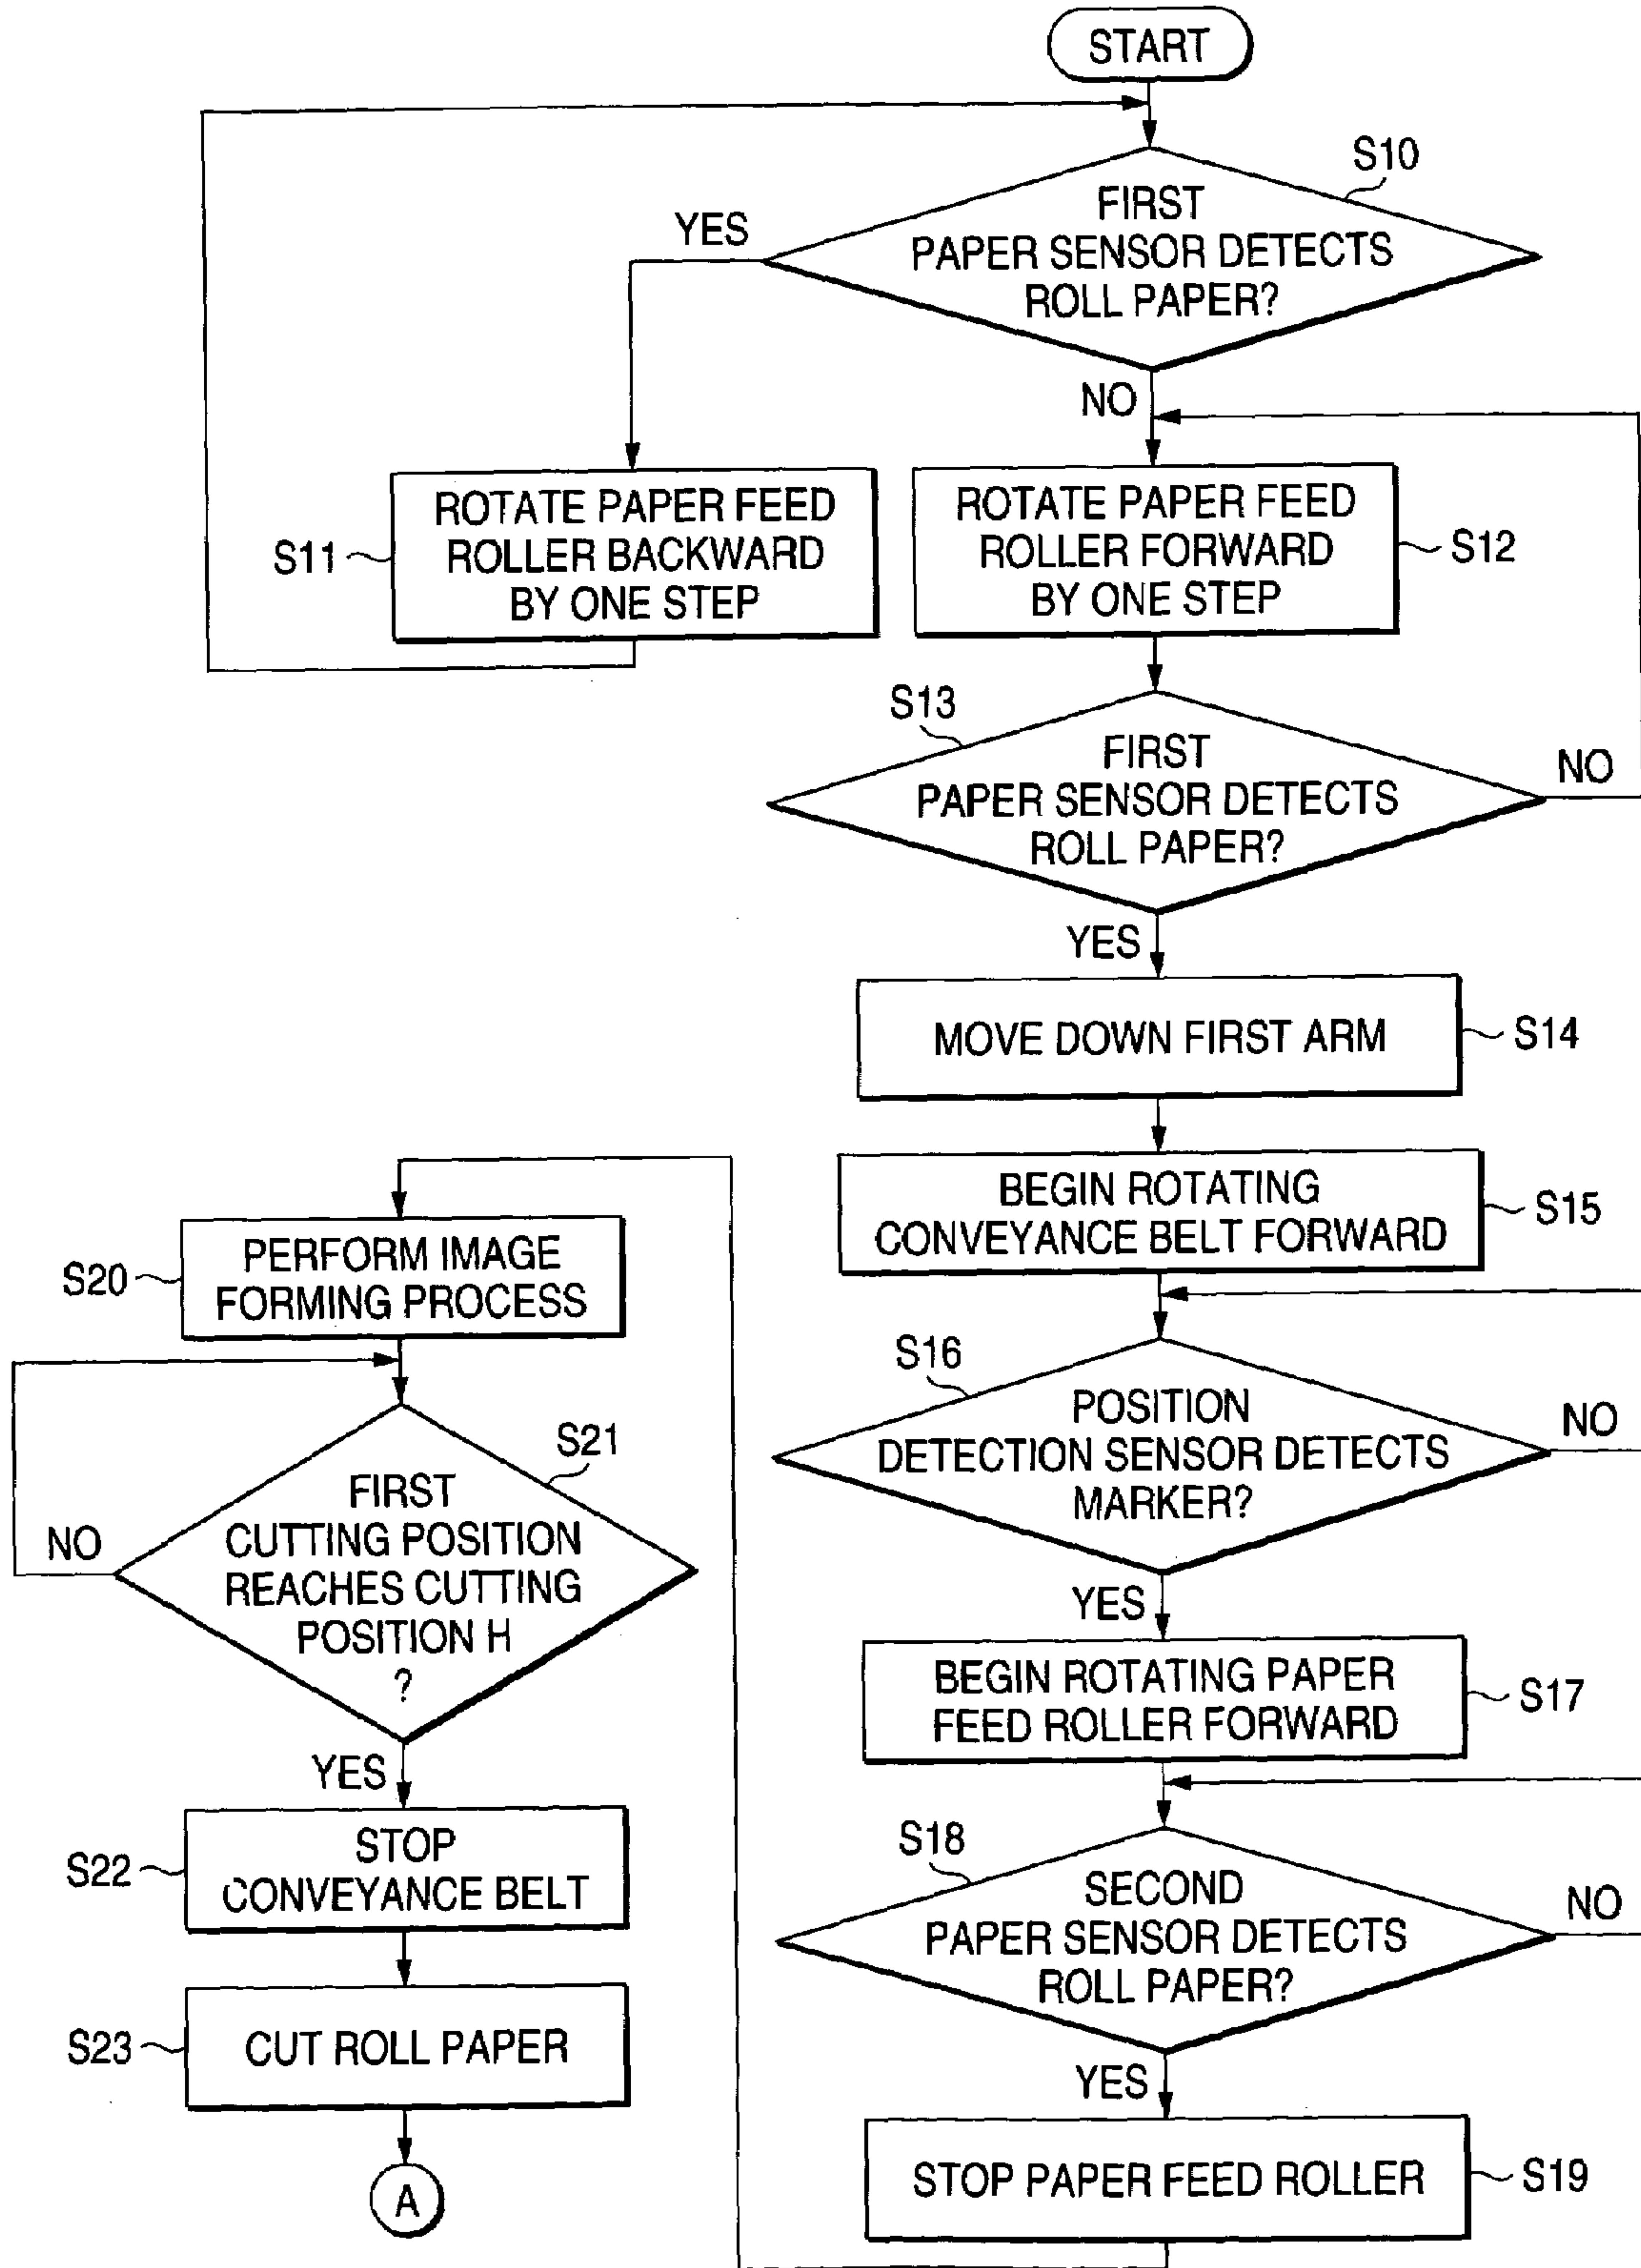 START
S10
FIRST
PAPER SENSOR DETECTS
ROLL PAPER?
YES
NO
S11
ROTATE PAPER FEED
ROLLER BACKWARD
BY ONE STEP
ROTATE PAPER FEED
ROLLER FORWARD
BY ONE STEP
S12
S13
FIRST
PAPER SENSOR DETECTS
ROLL PAPER?
NO
YES
MOVE DOWN FIRST ARM
S14
BEGIN ROTATING
CONVEYANCE BELT FORWARD
S15
S16
POSITION
DETECTION SENSOR DETECTS
MARKER?
NO
YES
BEGIN ROTATING PAPER
FEED ROLLER FORWARD
S17
S18
SECOND
PAPER SENSOR DETECTS
ROLL PAPER?
NO
YES
STOP PAPER FEED ROLLER
S19
S20
PERFORM IMAGE
FORMING PROCESS
S21
FIRST
CUTTING POSITION
REACHES CUTTING
POSITION H
?
NO
YES
S22
STOP
CONVEYANCE BELT
S23
CUT ROLL PAPER
A